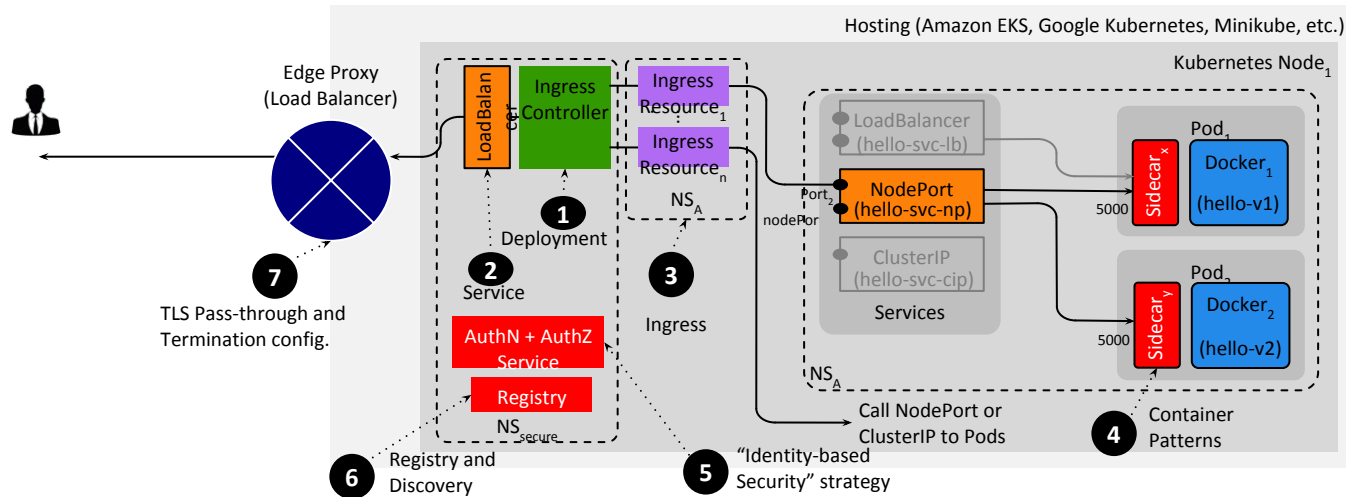 Hosting (Amazon EKS, Google Kubernetes, Minikube, etc.)
Kubernetes Node1
Edge Proxy
(Load Balancer)
LoadBalan
cer
Ingress
Controller
Ingress
Resource1
⋮
Ingress
Resourcen
NSA
LoadBalancer
(hello-svc-lb)
NodePort
(hello-svc-np)
Port2
nodePor
ClusterIP
(hello-svc-cip)
Services
NSA
Pod1
Sidecarx
Docker1
(hello-v1)
5000
Pod2
Sidecary
Docker2
(hello-v2)
5000
1
Deployment
2
Service
3
Ingress
7
TLS Pass-through and
Termination config.
AuthN + AuthZ
Service
Registry
NSsecure
Call NodePort or
ClusterIP to Pods
4
Container
Patterns
5
“Identity-based
Security” strategy
6
Registry and
Discovery